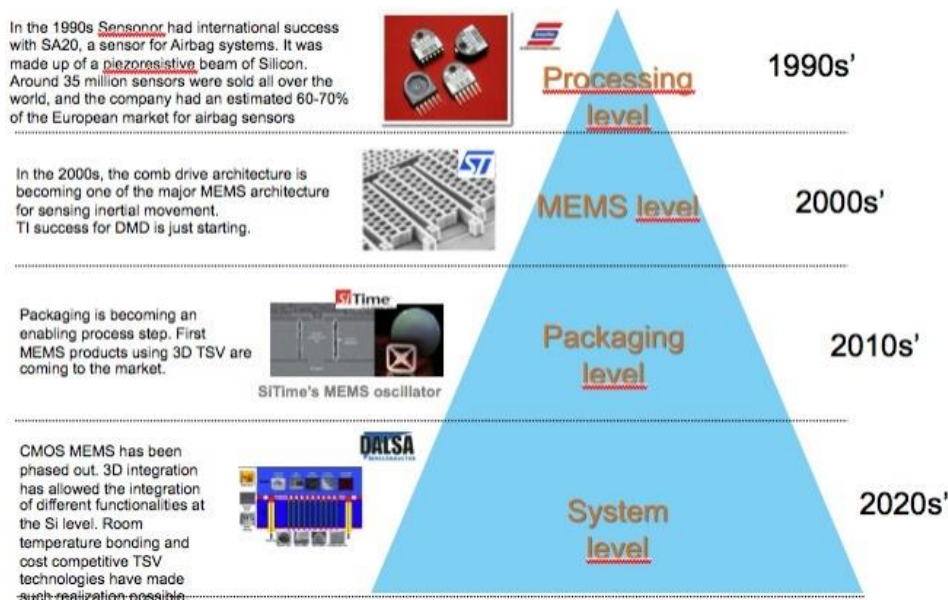 In the 1990s Sensonor had international success
with SA20, a sensor for Airbag systems. It was
made up of a piezoresistive beam of Silicon.
Around 35 million sensors were sold all over the
world, and the company had an estimated 60-70%
of the European market for airbag sensors
Processing
level
1990s'
In the 2000s, the comb drive architecture is
becoming one of the major MEMS architecture
for sensing inertial movement.
TI success for DMD is just starting.
ST
MEMS level
2000s'
Packaging is becoming an
enabling process step. First
MEMS products using 3D TSV are
coming to the market.
SiTime
SiTime's MEMS oscillator
Packaging
level
2010s'
CMOS MEMS has been
phased out. 3D integration
has allowed the integration
of different functionalities at
the Si level. Room
temperature bonding and
cost competitive TSV
technologies have made
such realization possible
DALSA
SEMICONDUCTOR
System
level
2020s'